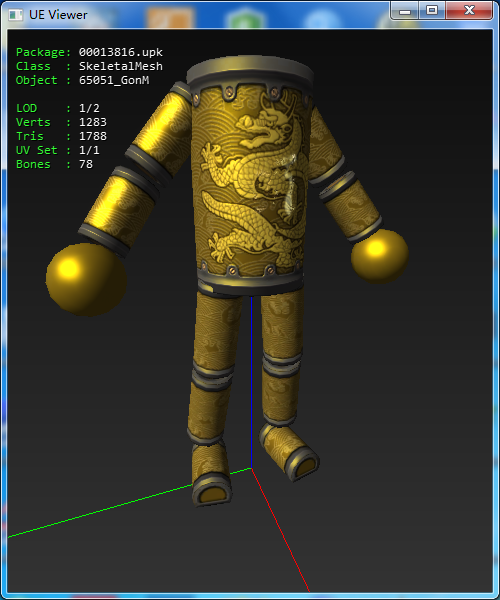 UE Viewer
Package: 00013816.upk
Class  : SkeletalMesh
Object : 65051_GonM
LOD    : 1/2
Verts  : 1283
Tris   : 1788
UV Set : 1/1
Bones  : 78